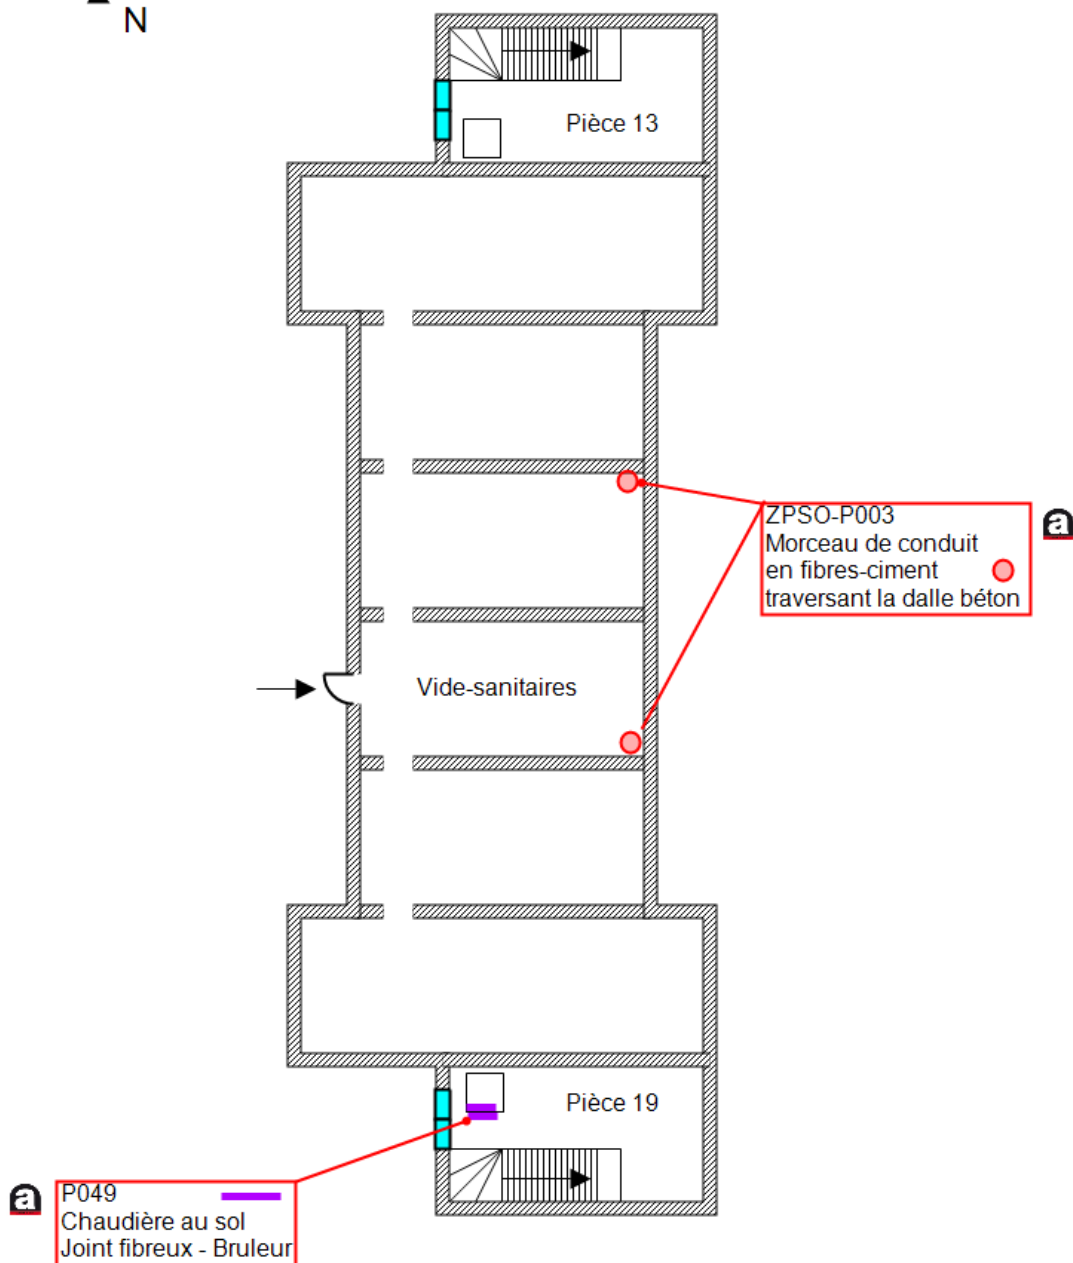 N
Pièce 13
ZPSO-P003
Morceau de conduit
en fibres-ciment
traversant la dalle béton
a
Vide-sanitaires
Pièce 19
a
P049
Chaudière au sol
Joint fibreux - Bruleur